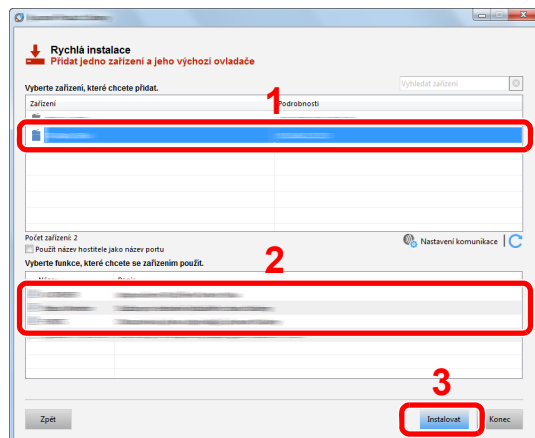 Rychlá instalace
Přidat jedno zařízení a jeho výchozí ovladače
Vyberte zařízení, které chcete přidat.
Vyhledat zařízení
1
Zařízení
Podrobnosti
Počet zařízení: 2
Použít název hostitele jako název portu
Nastavení komunikace
Vyberte funkce, které chcete se zařízením použít.
2
3
Zpět
Instalovat
Konec